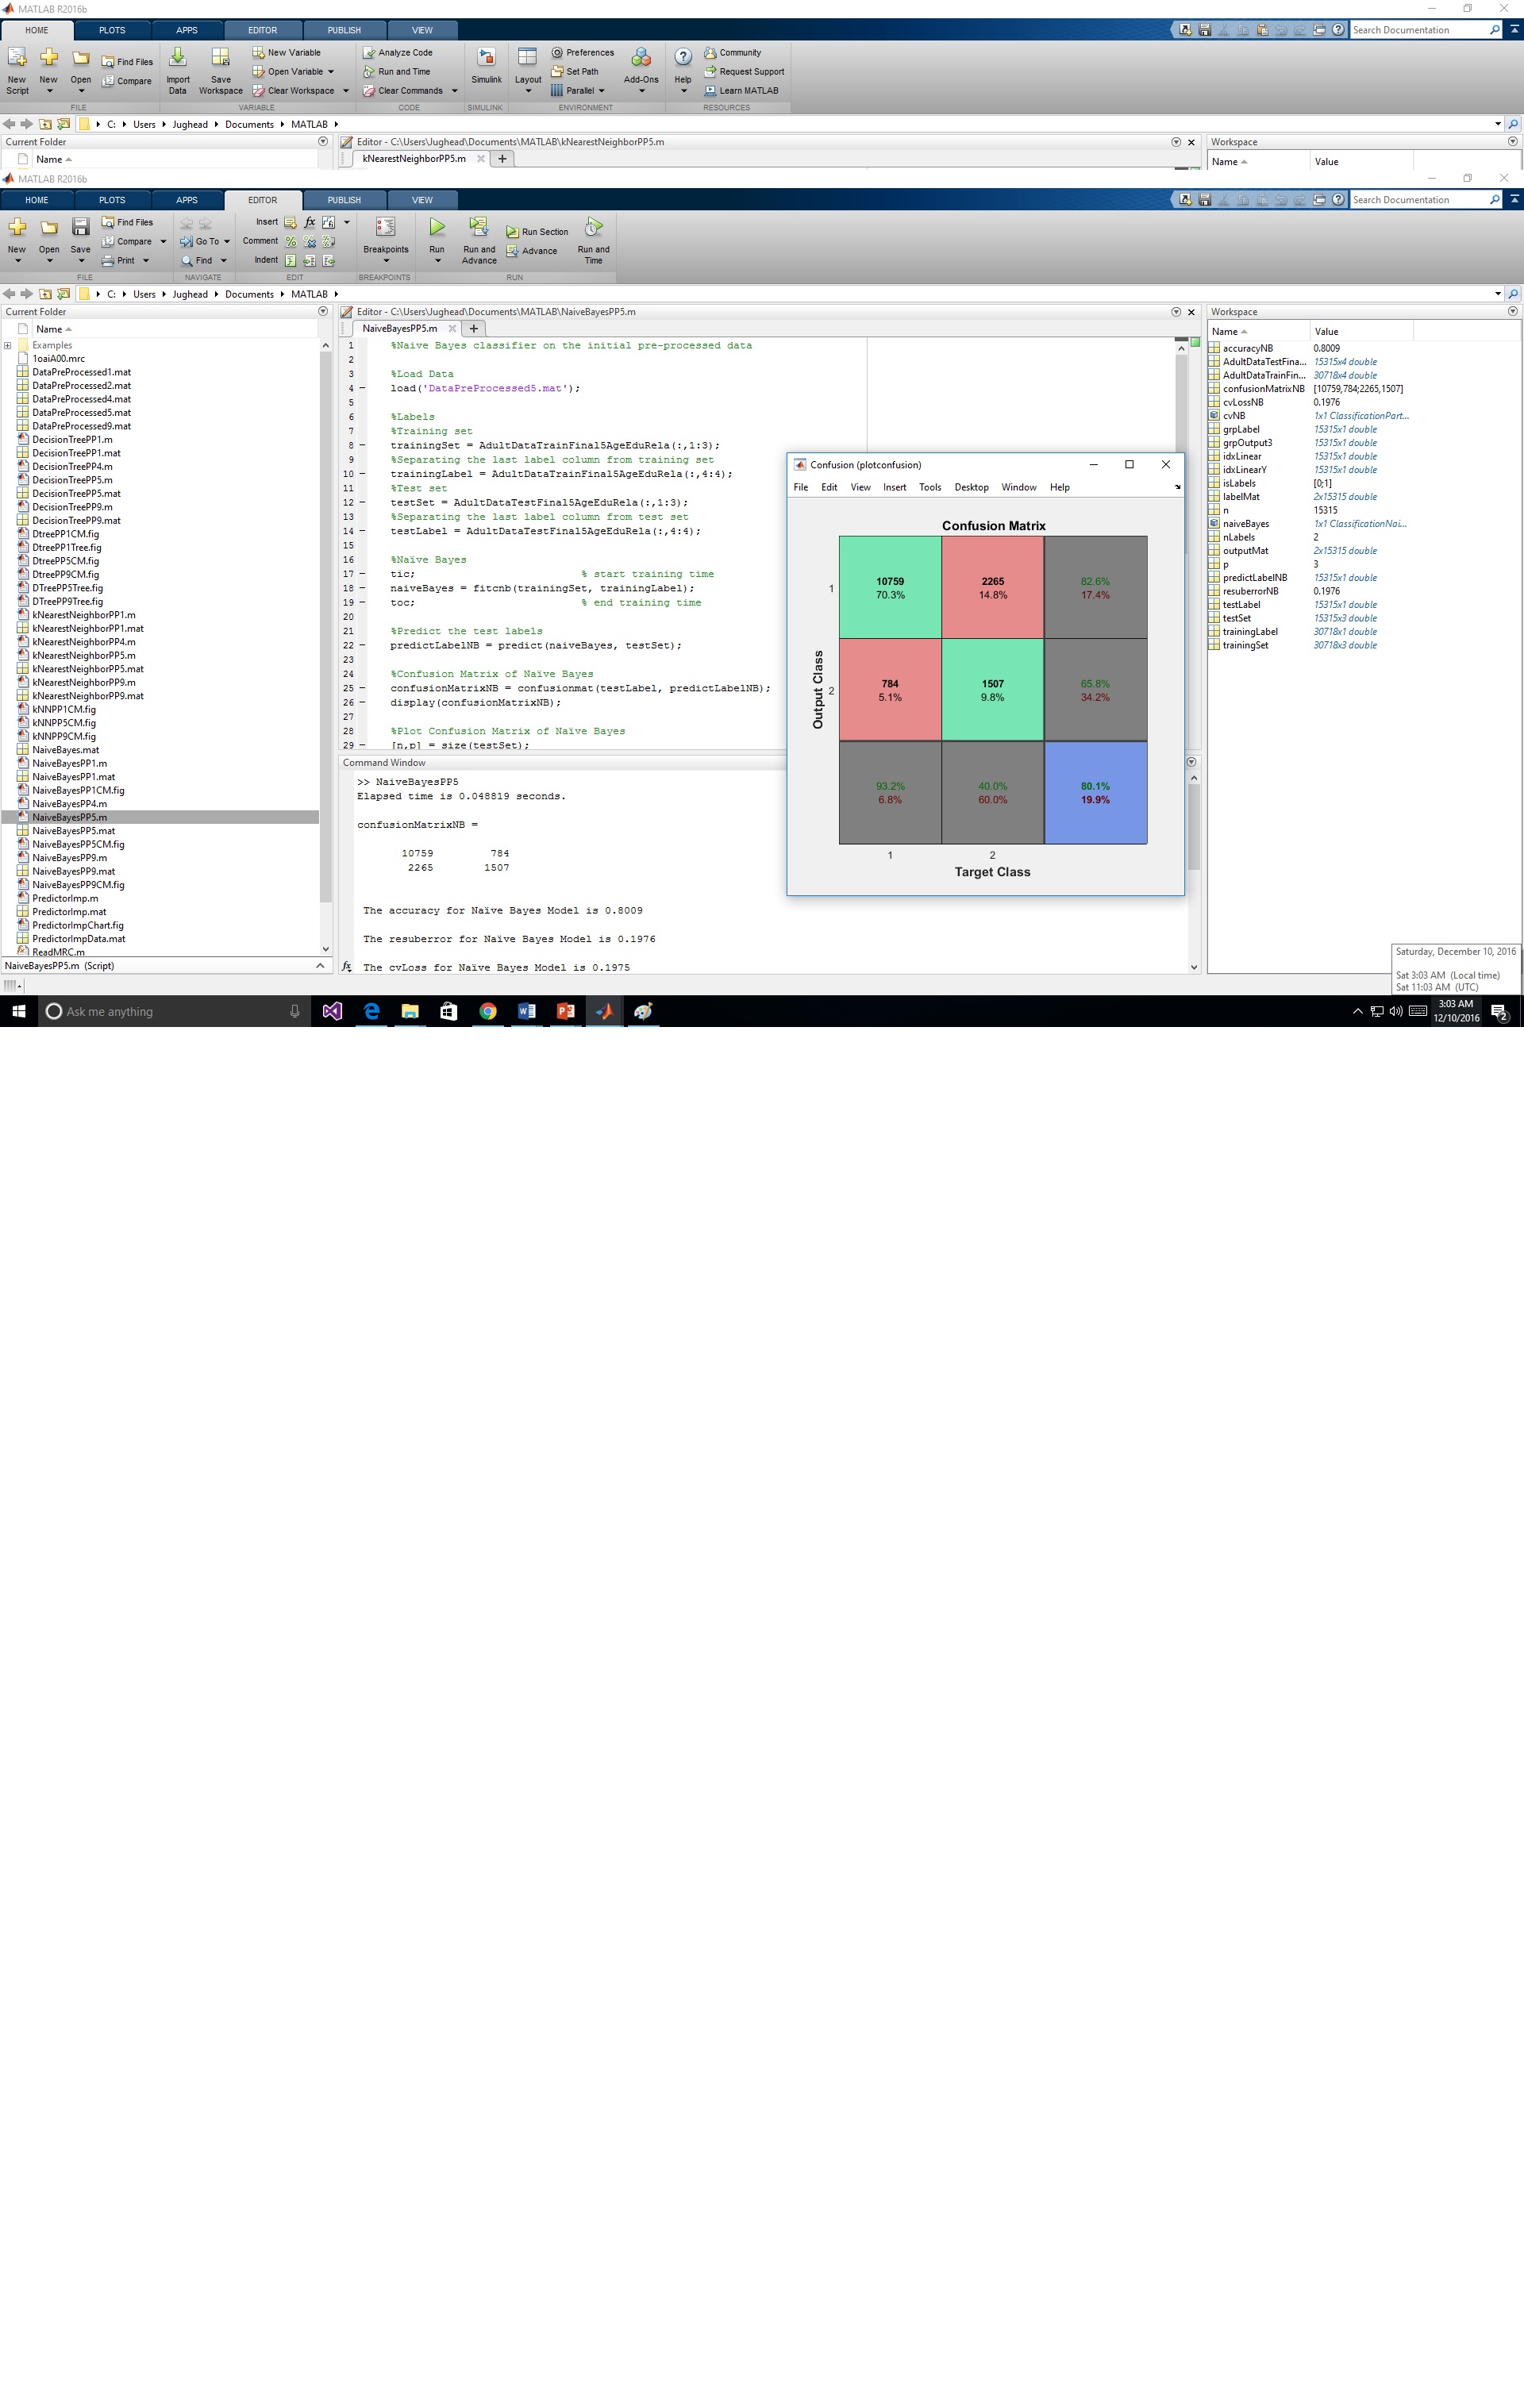 MATLAB R2016b
HOME PLOTS APPS EDITOR PUBLISH VIEW Search Documentation
New Script New Open Find Files Compare Import Data Save Workspace New Variable Open Variable Clear Workspace Analyze Code Run and Time Clear Commands Simulink Layout Preferences Set Path Parallel Add-Ons Help Community Request Support Learn MATLAB
FILE VARIABLE CODE SIMULINK ENVIRONMENT RESOURCES
C: Users Jughead Documents MATLAB
Current Folder Editor - C:\Users\Jughead\Documents\MATLAB\kNearestNeighborPP5.m Workspace
Name kNearestNeighborPP5.m Name Value
MATLAB R2016b
HOME PLOTS APPS EDITOR PUBLISH VIEW Search Documentation
New Open Save Find Files Compare Print Go To Find Insert Comment Indent Breakpoints Run Run and Advance Run Section Advance Run and Time
FILE NAVIGATE EDIT BREAKPOINTS RUN
C: Users Jughead Documents MATLAB
Current Folder
Name
Examples
1oaiA00.mrc
DataPreProcessed1.mat
DataPreProcessed2.mat
DataPreProcessed4.mat
DataPreProcessed5.mat
DataPreProcessed9.mat
DecisionTreePP1.m
DecisionTreePP1.mat
DecisionTreePP4.m
DecisionTreePP5.m
DecisionTreePP5.mat
DecisionTreePP9.m
DecisionTreePP9.mat
DtreePP1CM.fig
DtreePP1Tree.fig
DtreePP5CM.fig
DtreePP9CM.fig
DTreePP5Tree.fig
DTreePP9Tree.fig
kNearestNeighborPP1.m
kNearestNeighborPP1.mat
kNearestNeighborPP4.m
kNearestNeighborPP5.m
kNearestNeighborPP5.mat
kNearestNeighborPP9.m
kNearestNeighborPP9.mat
kNNPP1CM.fig
kNNPP5CM.fig
kNNPP9CM.fig
NaiveBayes.mat
NaiveBayesPP1.m
NaiveBayesPP1.mat
NaiveBayesPP1CM.fig
NaiveBayesPP4.m
NaiveBayesPP5.m
NaiveBayesPP5.mat
NaiveBayesPP5CM.fig
NaiveBayesPP9.m
NaiveBayesPP9.mat
NaiveBayesPP9CM.fig
PredictorImp.m
PredictorImp.mat
PredictorImpChart.fig
PredictorImpData.mat
ReadMRC.m
NaiveBayesPP5.m (Script)
Editor - C:\Users\Jughead\Documents\MATLAB\NaiveBayesPP5.m
NaiveBayesPP5.m
1 %Naive Bayes classifier on the initial pre-processed data
2
3 %Load Data
4 load('DataPreProcessed5.mat');
5
6 %Labels
7 %Training set
8 trainingSet = AdultDataTrainFinal5AgeEduRela(:,1:3);
9 %Separating the last label column from training set
10 trainingLabel = AdultDataTrainFinal5AgeEduRela(:,4:4);
11 %Test set
12 testSet = AdultDataTestFinal5AgeEduRela(:,1:3);
13 %Separating the last label column from test set
14 testLabel = AdultDataTestFinal5AgeEduRela(:,4:4);
15
16 %Naïve Bayes
17 tic; % start training time
18 naiveBayes = fitcnb(trainingSet, trainingLabel);
19 toc; % end training time
20
21 %Predict the test labels
22 predictLabelNB = predict(naiveBayes, testSet);
23
24 %Confusion Matrix of Naïve Bayes
25 confusionMatrixNB = confusionmat(testLabel, predictLabelNB);
26 display(confusionMatrixNB);
27
28 %Plot Confusion Matrix of Naïve Bayes
29 [n,p] = size(testSet);
Command Window
>> NaiveBayesPP5
Elapsed time is 0.048819 seconds.
confusionMatrixNB =
10759 784
2265 1507
The accuracy for Naïve Bayes Model is 0.8009
The resuberror for Naïve Bayes Model is 0.1976
The cvLoss for Naïve Bayes Model is 0.1975
Confusion (plotconfusion)
File Edit View Insert Tools Desktop Window Help
Confusion Matrix
Output Class
1
10759 2265 82.6%
70.3% 14.8% 17.4%
2
784 1507 65.8%
5.1% 9.8% 34.2%
93.2% 40.0% 80.1%
6.8% 60.0% 19.9%
1 2
Target Class
Workspace
Name Value
accuracyNB 0.8009
AdultDataTestFina... 15315x4 double
AdultDataTrainFin... 30718x4 double
confusionMatrixNB [10759,784;2265,1507]
cvLossNB 0.1976
cvNB 1x1 ClassificationPart...
grpLabel 15315x1 double
grpOutput3 15315x1 double
idxLinear 15315x1 double
idxLinearY 15315x1 double
isLabels [0;1]
labelMat 2x15315 double
n 15315
naiveBayes 1x1 ClassificationNai...
nLabels 2
outputMat 2x15315 double
p 3
predictLabelNB 15315x1 double
resuberrorNB 0.1976
testLabel 15315x1 double
testSet 15315x3 double
trainingLabel 30718x1 double
trainingSet 30718x3 double
Saturday, December 10, 2016
Sat 3:03 AM (Local time)
Sat 11:03 AM (UTC)
Ask me anything
3:03 AM
12/10/2016
2